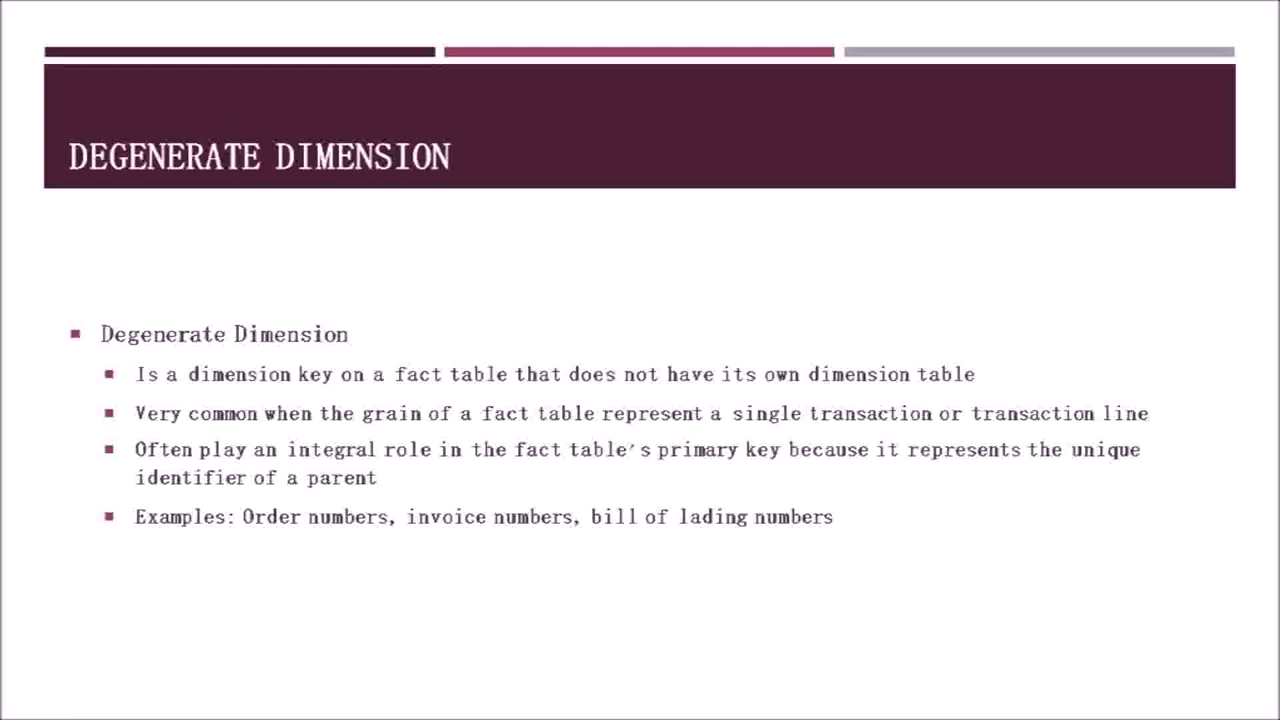 DEGENERATE DIMENSION
Degenerate Dimension
Is a dimension key on a fact table that does not have its own dimension table
Very common when the grain of a fact table represent a single transaction or transaction line
Often play an integral role in the fact table's primary key because it represents the unique
identifier of a parent
Examples: Order numbers, invoice numbers, bill of lading numbers